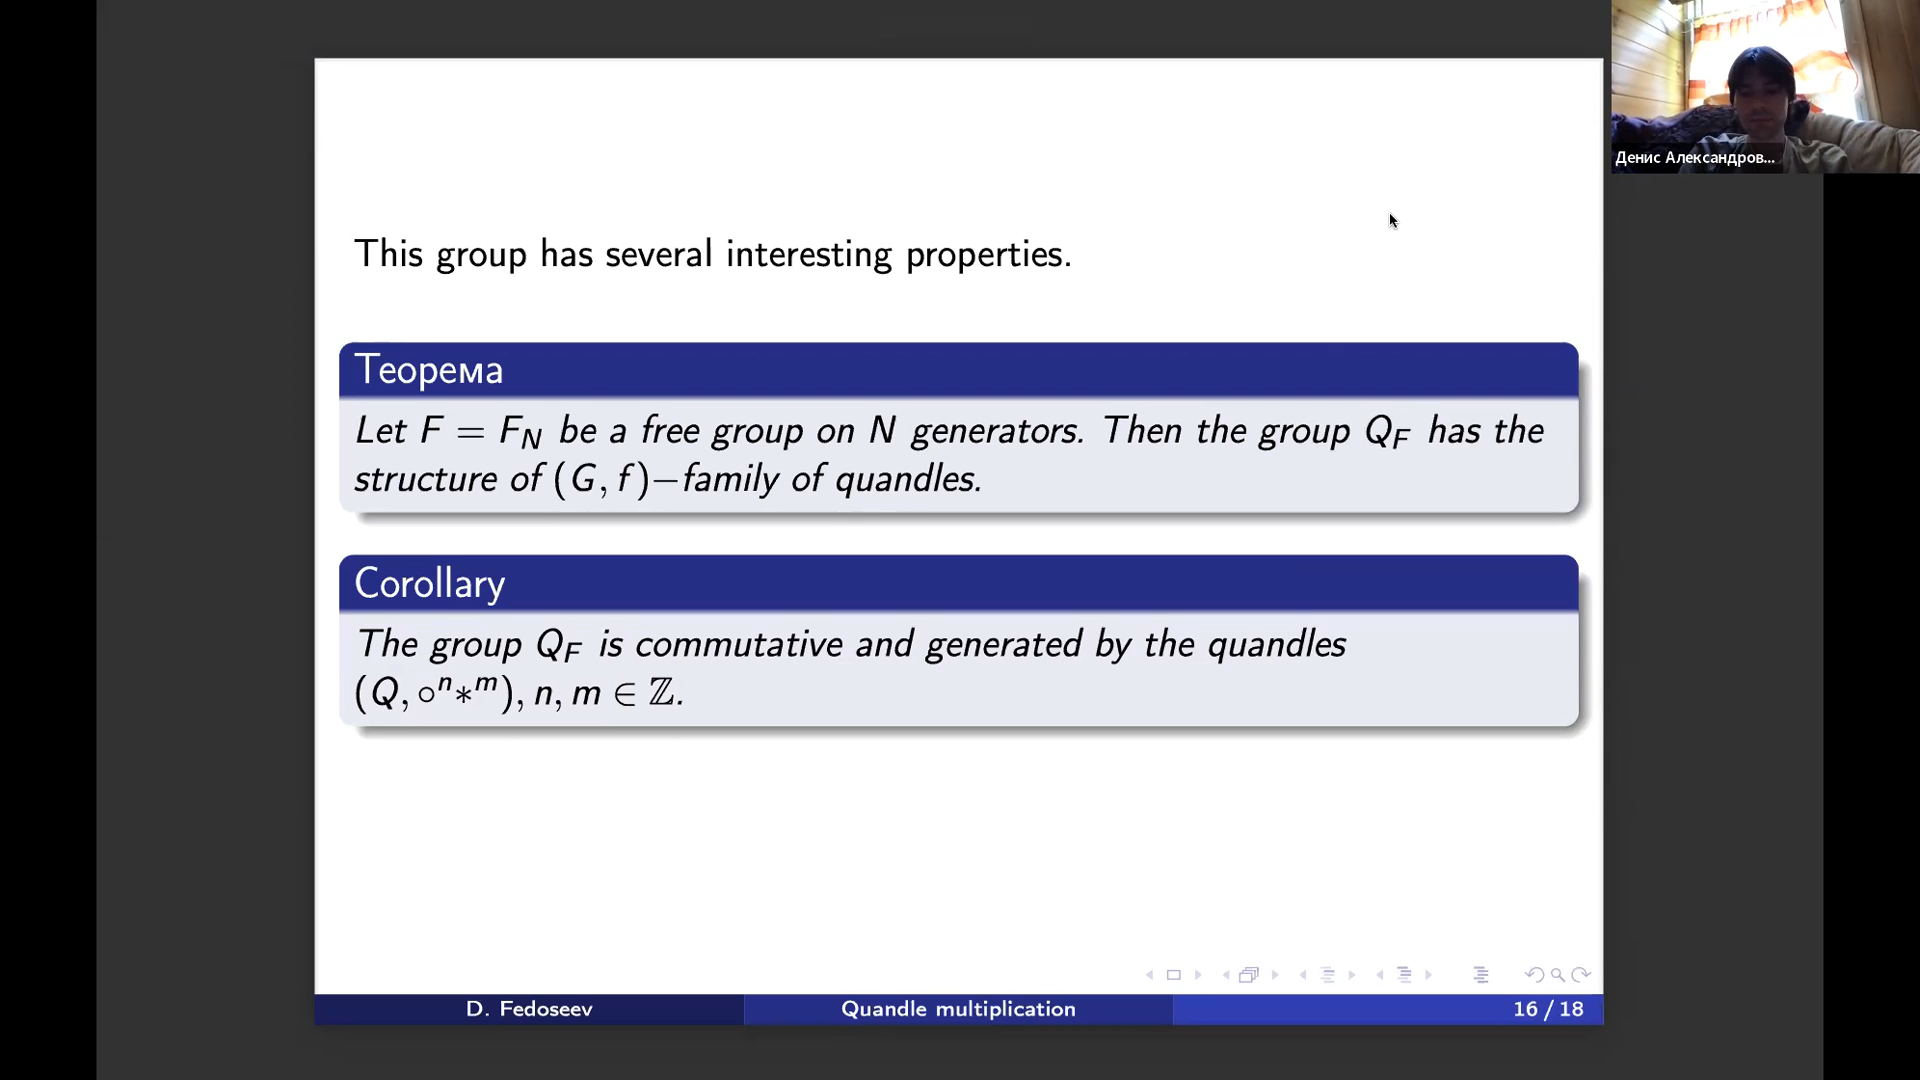 Денис Александров...
This group has several interesting properties.
Теорема
Let F = F_N be a free group on N generators. Then the group Q_F has the
structure of (G, f)−family of quandles.
Corollary
The group Q_F is commutative and generated by the quandles
(Q, ∘ⁿ*ᵐ), n, m ∈ ℤ.
D. Fedoseev
Quandle multiplication
16 / 18